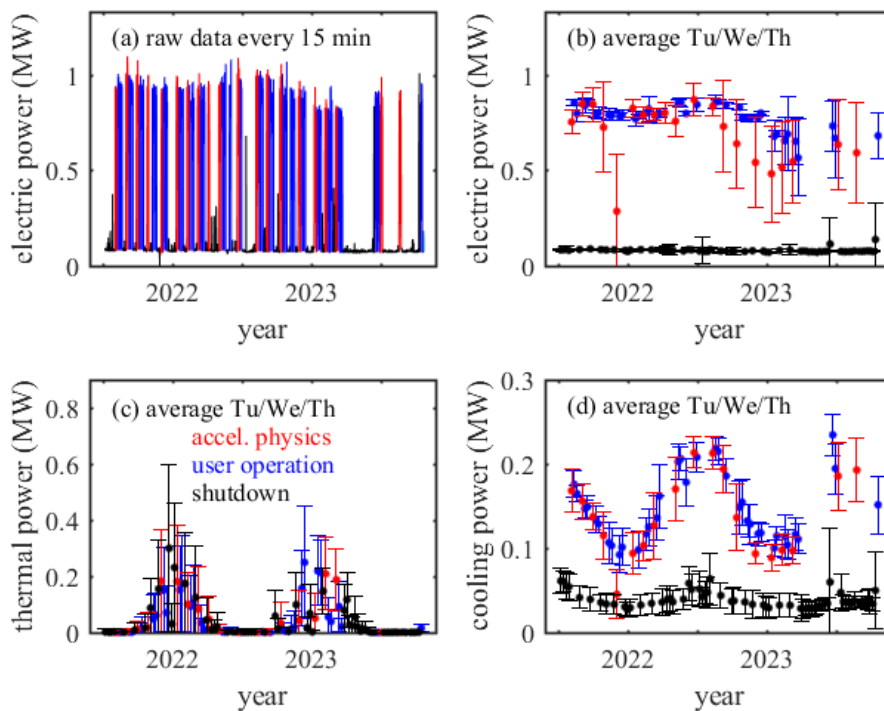 (a) raw data every 15 min
electric power (MW)
1
0.5
0
2022 2023
year
(b) average Tu/We/Th
electric power (MW)
1
0.5
0
2022 2023
year
(c) average Tu/We/Th
accel. physics
user operation
shutdown
thermal power (MW)
0.8
0.6
0.4
0.2
0
2022 2023
year
(d) average Tu/We/Th
cooling power (MW)
0.3
0.2
0.1
0
2022 2023
year